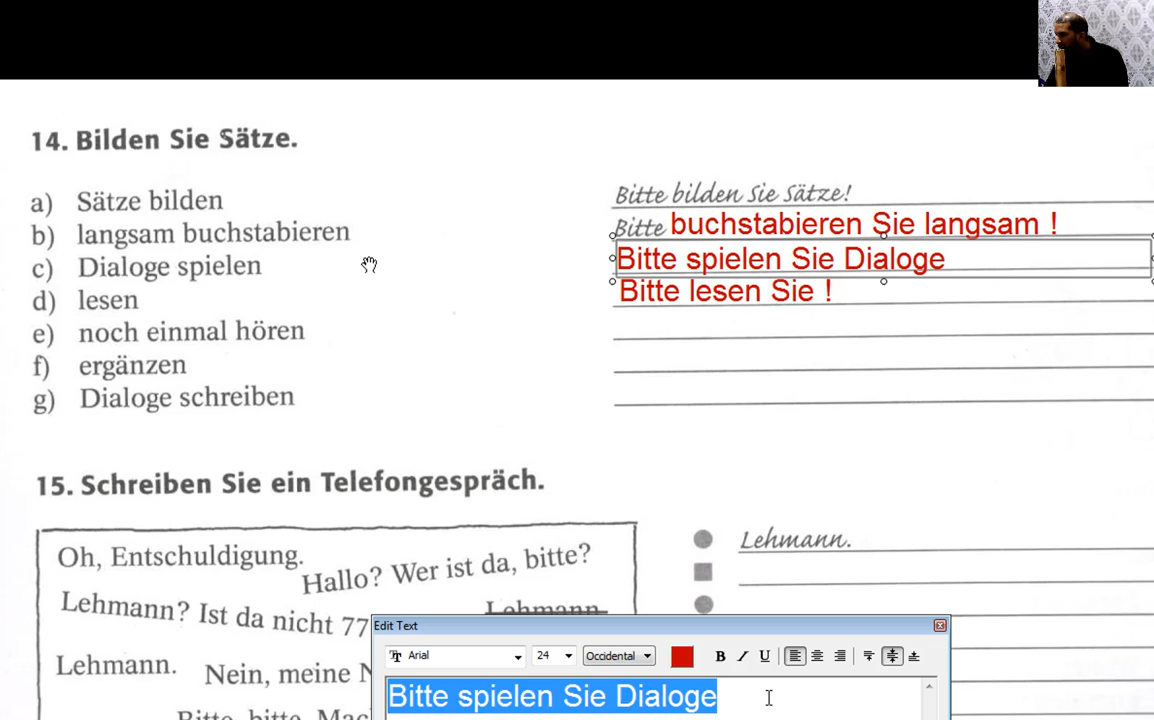 14. Bilden Sie Sätze.
a) Sätze bilden
Bitte bilden Sie Sätze!
b) langsam buchstabieren
Bitte buchstabieren Sie langsam !
c) Dialoge spielen
Bitte spielen Sie Dialoge
d) lesen
Bitte lesen Sie !
e) noch einmal hören
f) ergänzen
g) Dialoge schreiben
15. Schreiben Sie ein Telefongespräch.
Oh, Entschuldigung.
Hallo? Wer ist da, bitte?
Lehmann? Ist da nicht 77
Lehmann
Lehmann. Nein, meine N
Bitte, bitte. Mac
Lehmann.
Edit Text
Arial 24 Occidental B I U
Bitte spielen Sie Dialoge